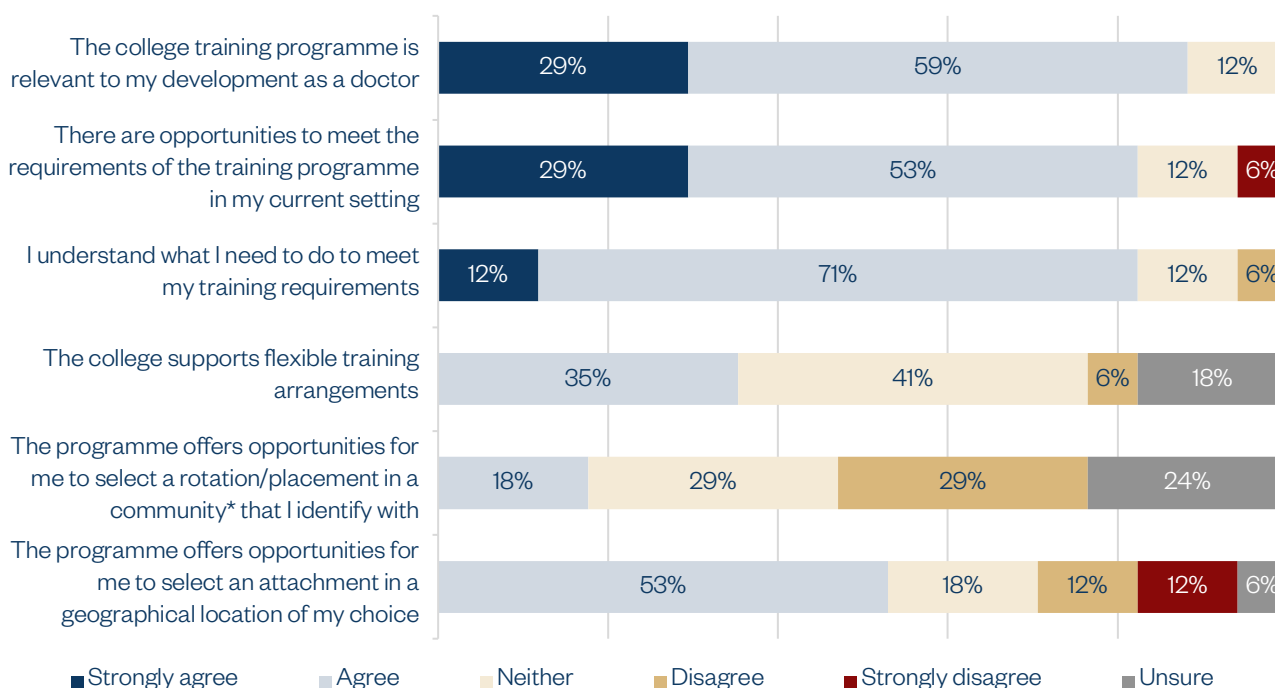 The college training programme is
relevant to my development as a doctor
29% 59% 12%
There are opportunities to meet the
requirements of the training programme
in my current setting
29% 53% 12% 6%
I understand what I need to do to meet
my training requirements
12% 71% 12% 6%
The college supports flexible training
arrangements
35% 41% 6% 18%
The programme offers opportunities for
me to select a rotation/placement in a
community* that I identify with
18% 29% 29% 24%
The programme offers opportunities for
me to select an attachment in a
geographical location of my choice
53% 18% 12% 12% 6%
Strongly agree Agree Neither Disagree Strongly disagree Unsure